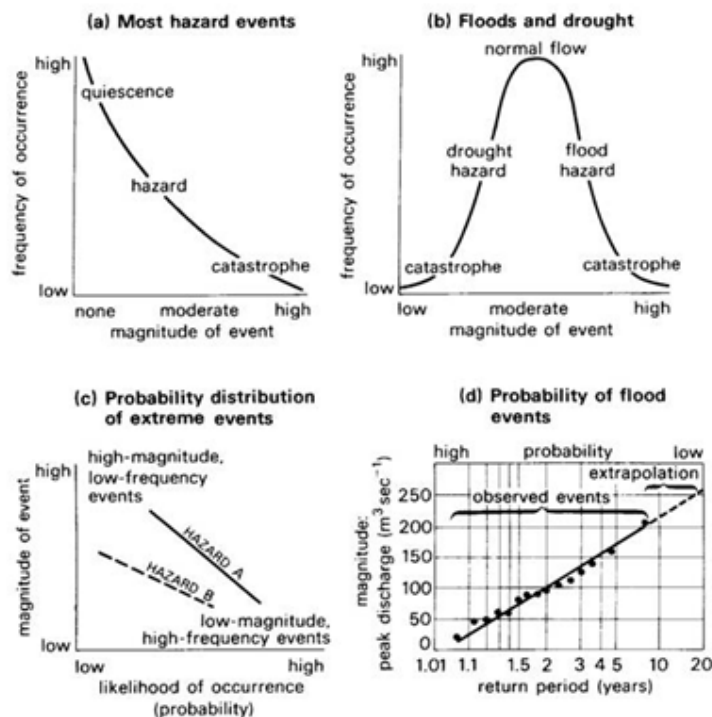 (a) Most hazard events
high
quiescence
hazard
catastrophe
low
none moderate high
magnitude of event
frequency of occurrence
(b) Floods and drought
normal flow
high
drought
hazard
flood
hazard
catastrophe catastrophe
low
low moderate high
magnitude of event
frequency of occurrence
(c) Probability distribution
of extreme events
high
high-magnitude,
low-frequency
events
HAZARD A
HAZARD B
low-magnitude,
high-frequency events
low
low high
likelihood of occurrence
(probability)
magnitude of event
(d) Probability of flood
events
high probability low
extrapolation
observed events
250
200
150
100
50
0
1.01 1.1 1.5 2 3 4 5 10 20
return period (years)
magnitude:
peak discharge (m³ sec⁻¹)